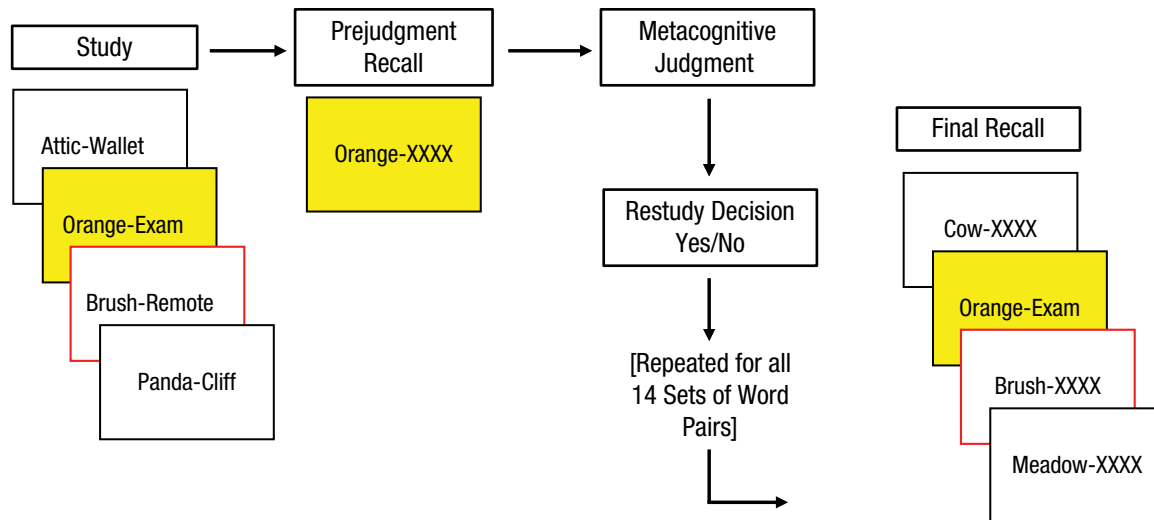 Study
Attic-Wallet
Orange-Exam
Brush-Remote
Panda-Cliff
Prejudgment
Recall
Orange-XXXX
Metacognitive
Judgment
Restudy Decision
Yes/No
[Repeated for all
14 Sets of Word
Pairs]
Final Recall
Cow-XXXX
Orange-Exam
Brush-XXXX
Meadow-XXXX